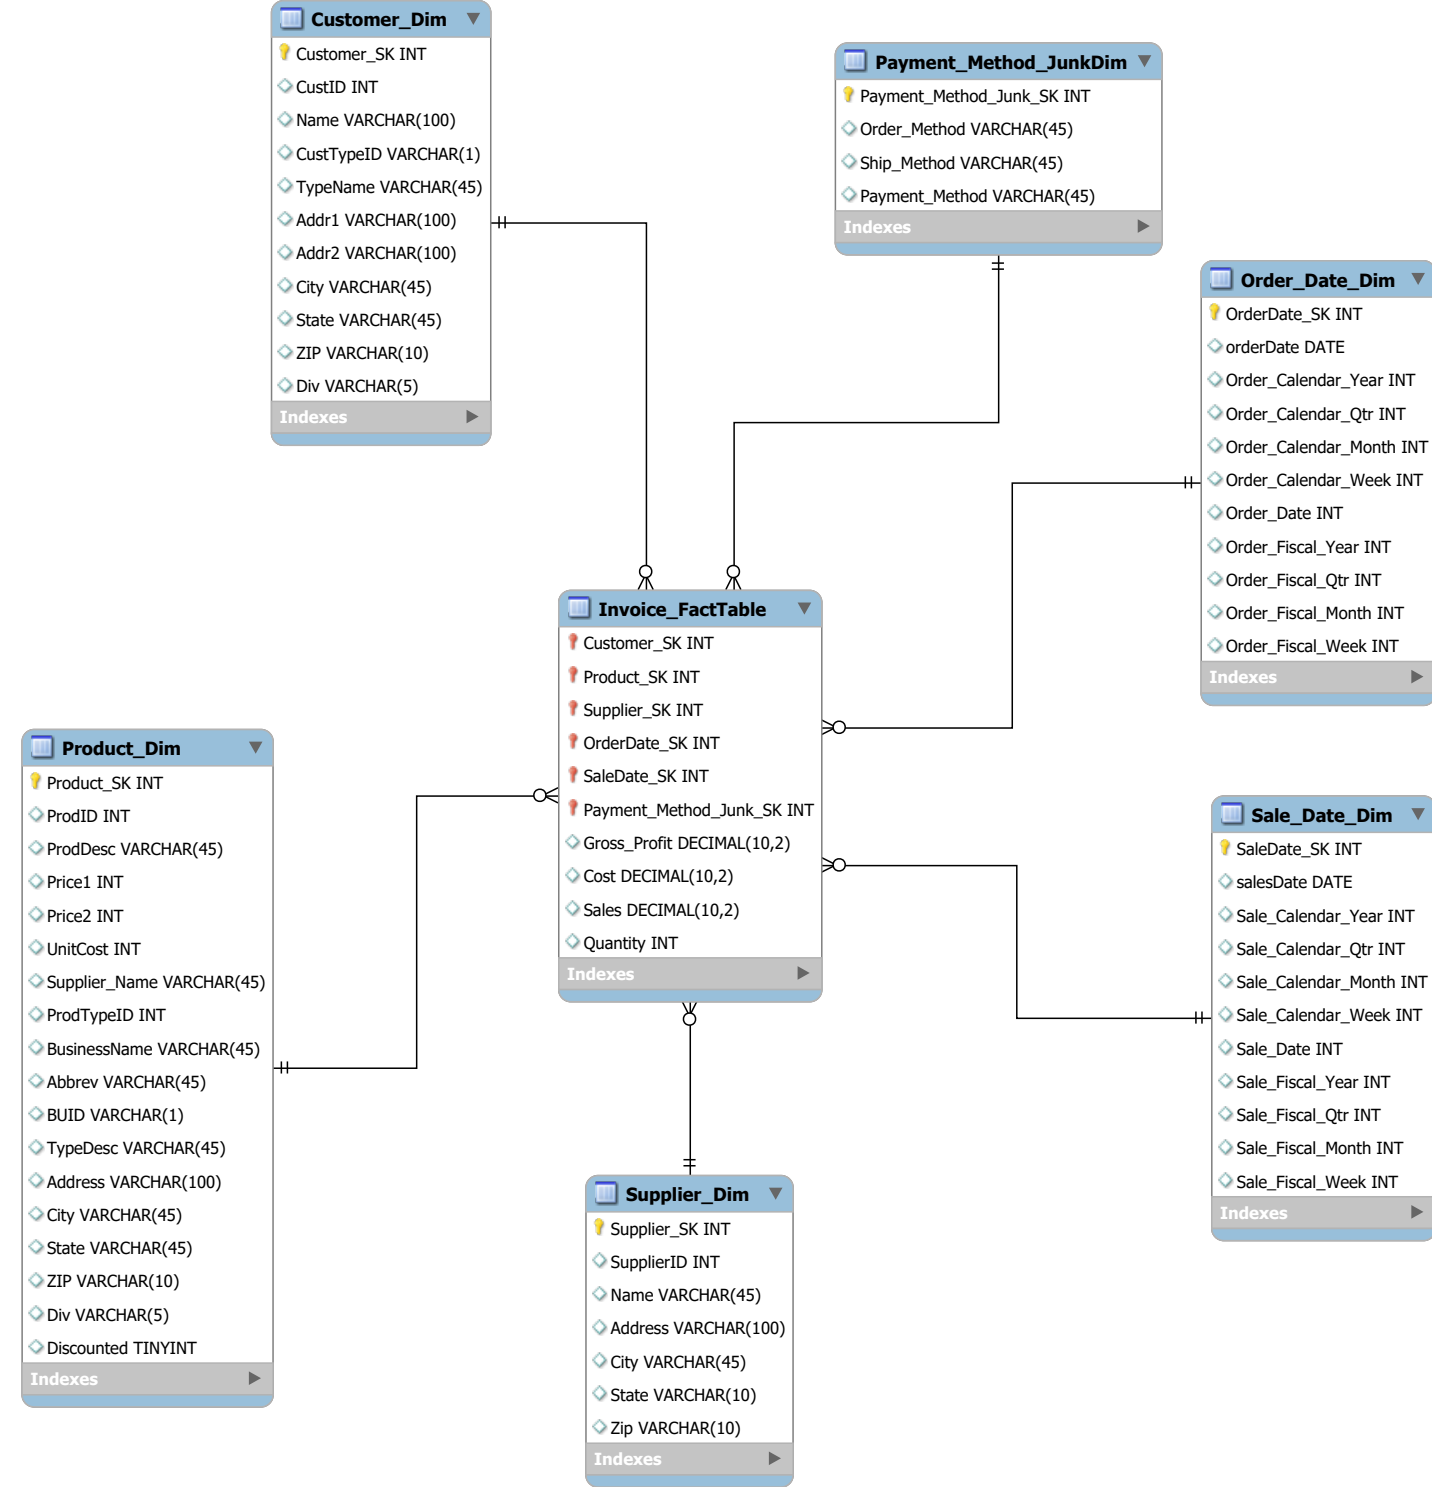 Customer_Dim
Customer_SK INT
CustID INT
Name VARCHAR(100)
CustTypeID VARCHAR(1)
TypeName VARCHAR(45)
Addr1 VARCHAR(100)
Addr2 VARCHAR(100)
City VARCHAR(45)
State VARCHAR(45)
ZIP VARCHAR(10)
Div VARCHAR(5)
Indexes
Payment_Method_JunkDim
Payment_Method_Junk_SK INT
Order_Method VARCHAR(45)
Ship_Method VARCHAR(45)
Payment_Method VARCHAR(45)
Indexes
Order_Date_Dim
OrderDate_SK INT
orderDate DATE
Order_Calendar_Year INT
Order_Calendar_Qtr INT
Order_Calendar_Month INT
Order_Calendar_Week INT
Order_Date INT
Order_Fiscal_Year INT
Order_Fiscal_Qtr INT
Order_Fiscal_Month INT
Order_Fiscal_Week INT
Indexes
Invoice_FactTable
Customer_SK INT
Product_SK INT
Supplier_SK INT
OrderDate_SK INT
SaleDate_SK INT
Payment_Method_Junk_SK INT
Gross_Profit DECIMAL(10,2)
Cost DECIMAL(10,2)
Sales DECIMAL(10,2)
Quantity INT
Indexes
Product_Dim
Product_SK INT
ProdID INT
ProdDesc VARCHAR(45)
Price1 INT
Price2 INT
UnitCost INT
Supplier_Name VARCHAR(45)
ProdTypeID INT
BusinessName VARCHAR(45)
Abbrev VARCHAR(45)
BUID VARCHAR(1)
TypeDesc VARCHAR(45)
Address VARCHAR(100)
City VARCHAR(45)
State VARCHAR(45)
ZIP VARCHAR(10)
Div VARCHAR(5)
Discounted TINYINT
Indexes
Sale_Date_Dim
SaleDate_SK INT
salesDate DATE
Sale_Calendar_Year INT
Sale_Calendar_Qtr INT
Sale_Calendar_Month INT
Sale_Calendar_Week INT
Sale_Date INT
Sale_Fiscal_Year INT
Sale_Fiscal_Qtr INT
Sale_Fiscal_Month INT
Sale_Fiscal_Week INT
Indexes
Supplier_Dim
Supplier_SK INT
SupplierID INT
Name VARCHAR(45)
Address VARCHAR(100)
City VARCHAR(45)
State VARCHAR(10)
Zip VARCHAR(10)
Indexes